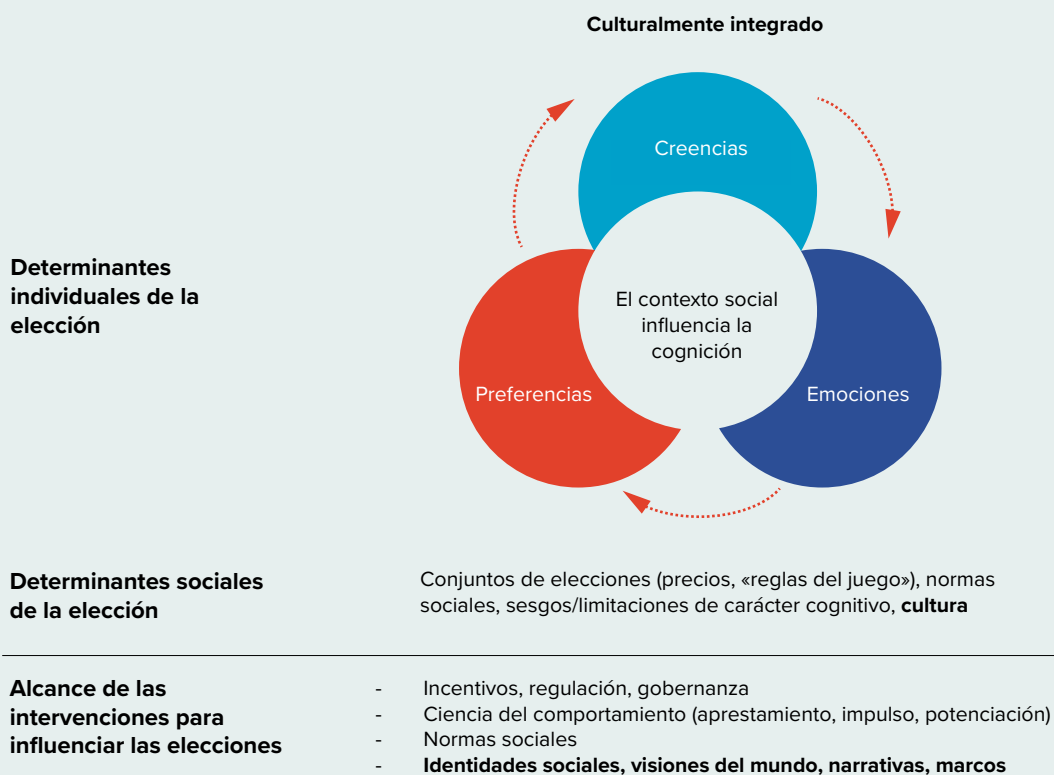 Culturalmente integrado
Creencias
Determinantes
individuales de la
elección
El contexto social
influencia la
cognición
Preferencias
Emociones
Determinantes sociales
de la elección
Conjuntos de elecciones (precios, «reglas del juego»), normas
sociales, sesgos/limitaciones de carácter cognitivo, cultura
Alcance de las
intervenciones para
influenciar las elecciones
- Incentivos, regulación, gobernanza
- Ciencia del comportamiento (aprestamiento, impulso, potenciación)
- Normas sociales
- Identidades sociales, visiones del mundo, narrativas, marcos